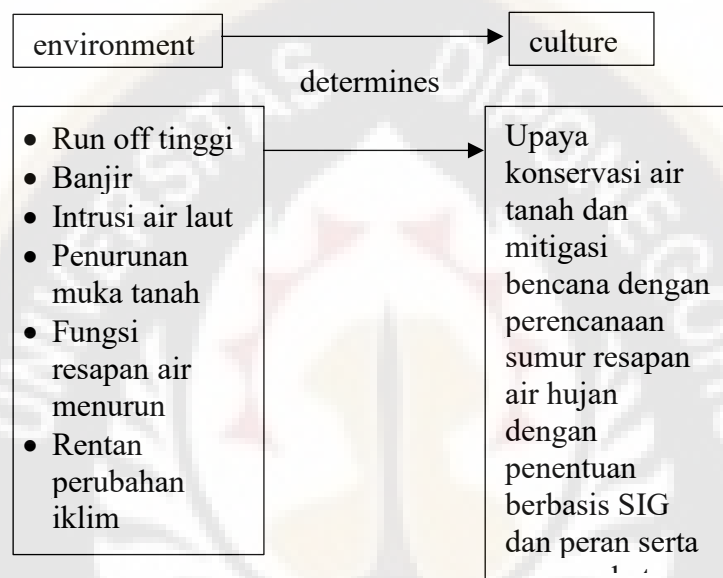 environment
culture
determines
• Run off tinggi
• Banjir
• Intrusi air laut
• Penurunan
muka tanah
• Fungsi
resapan air
menurun
• Rentan
perubahan
iklim
Upaya
konservasi air
tanah dan
mitigasi
bencana dengan
perencanaan
sumur resapan
air hujan
dengan
penentuan
berbasis SIG
dan peran serta